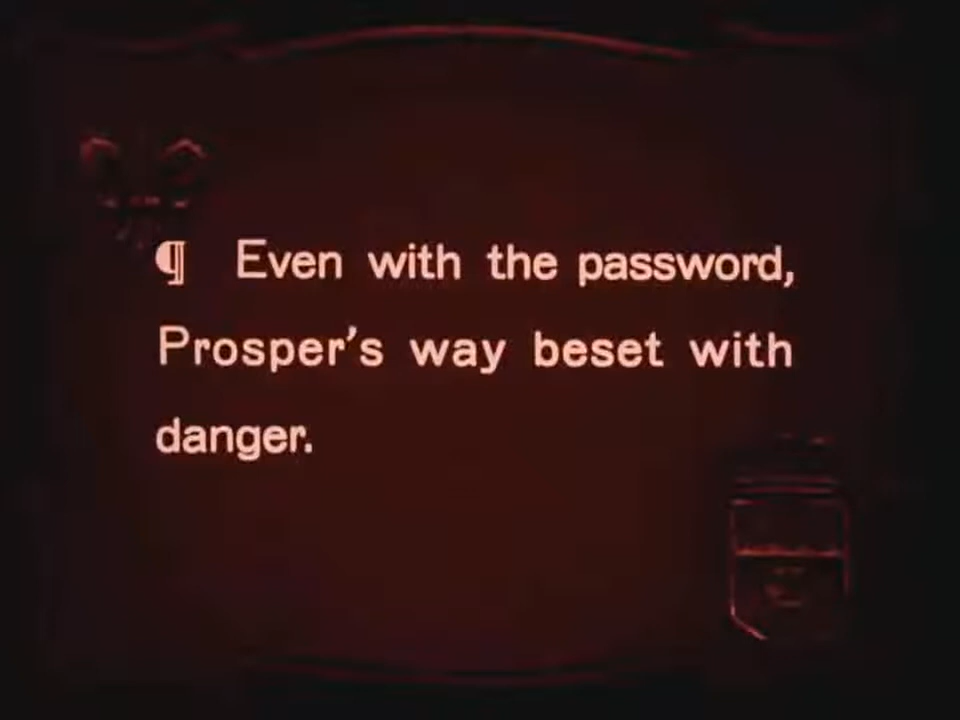 ¶ Even with the password,
Prosper's way beset with
danger.